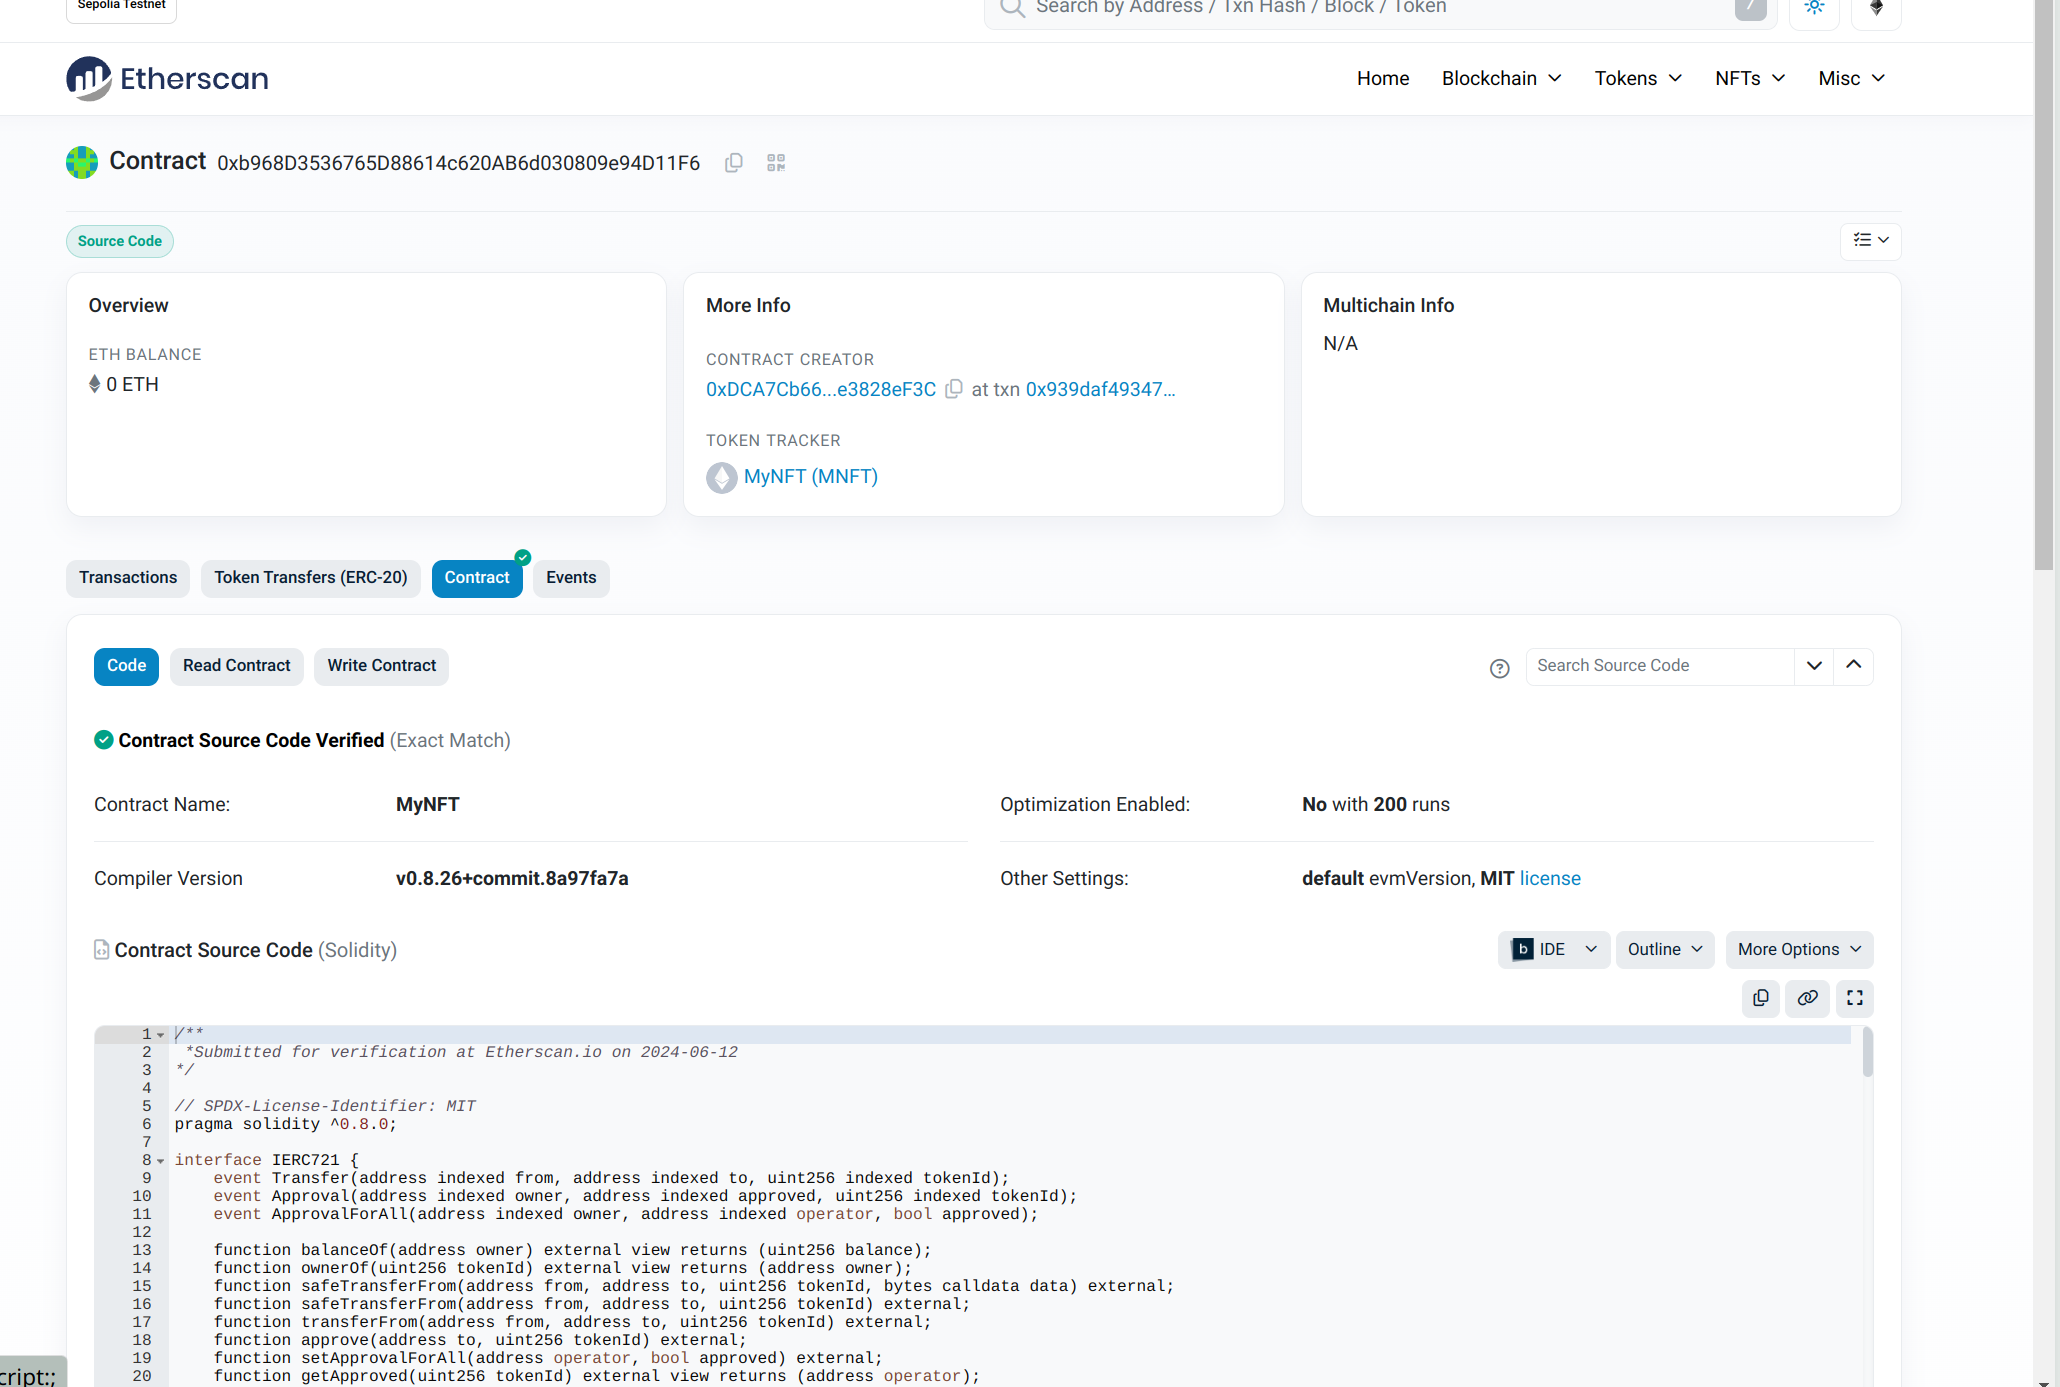 Sepolia Testnet
Search by Address / Txn Hash / Block / Token
/
Etherscan
Home Blockchain Tokens NFTs Misc
Contract 0xb968D3536765D88614c620AB6d030809e94D11F6
Source Code
Overview
ETH BALANCE
0 ETH
More Info
CONTRACT CREATOR
0xDCA7Cb66...e3828eF3C at txn 0x939daf49347...
TOKEN TRACKER
MyNFT (MNFT)
Multichain Info
N/A
Transactions Token Transfers (ERC-20) Contract Events
Code Read Contract Write Contract
Search Source Code
Contract Source Code Verified (Exact Match)
Contract Name: MyNFT
Optimization Enabled: No with 200 runs
Compiler Version v0.8.26+commit.8a97fa7a
Other Settings: default evmVersion, MIT license
Contract Source Code (Solidity)
b IDE Outline More Options
1 /**
2  *Submitted for verification at Etherscan.io on 2024-06-12
3 */
4
5 // SPDX-License-Identifier: MIT
6 pragma solidity ^0.8.0;
7
8 interface IERC721 {
9     event Transfer(address indexed from, address indexed to, uint256 indexed tokenId);
10     event Approval(address indexed owner, address indexed approved, uint256 indexed tokenId);
11     event ApprovalForAll(address indexed owner, address indexed operator, bool approved);
12
13     function balanceOf(address owner) external view returns (uint256 balance);
14     function ownerOf(uint256 tokenId) external view returns (address owner);
15     function safeTransferFrom(address from, address to, uint256 tokenId, bytes calldata data) external;
16     function safeTransferFrom(address from, address to, uint256 tokenId) external;
17     function transferFrom(address from, address to, uint256 tokenId) external;
18     function approve(address to, uint256 tokenId) external;
19     function setApprovalForAll(address operator, bool approved) external;
20     function getApproved(uint256 tokenId) external view returns (address operator);
cript:;